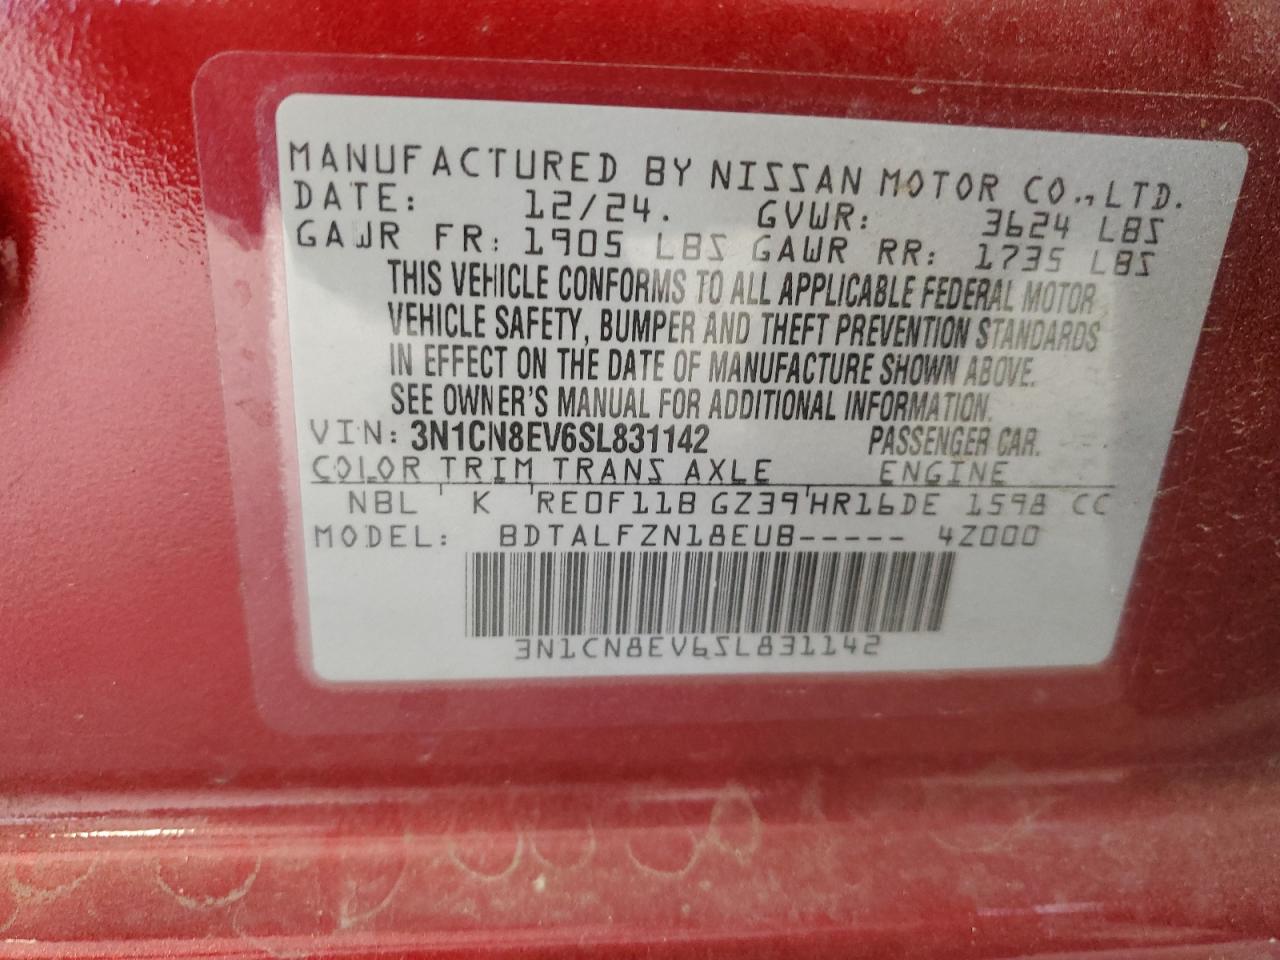 MANUFACTURED BY NISSAN MOTOR CO.,LTD.
DATE: 12/24. GVWR: 3624 LBS
GAWR FR: 1905 LBS GAWR RR: 1735 LBS
THIS VEHICLE CONFORMS TO ALL APPLICABLE FEDERAL MOTOR
VEHICLE SAFETY, BUMPER AND THEFT PREVENTION STANDARDS
IN EFFECT ON THE DATE OF MANUFACTURE SHOWN ABOVE.
SEE OWNER'S MANUAL FOR ADDITIONAL INFORMATION.
VIN: 3N1CN8EV6SL831142 PASSENGER CAR.
COLOR TRIM TRANS AXLE ENGINE
NBL K RE0F11B GZ39 HR16DE 1598 CC
MODEL: BDTALFZN18EUB----- 4Z000
3N1CN8EV6SL831142